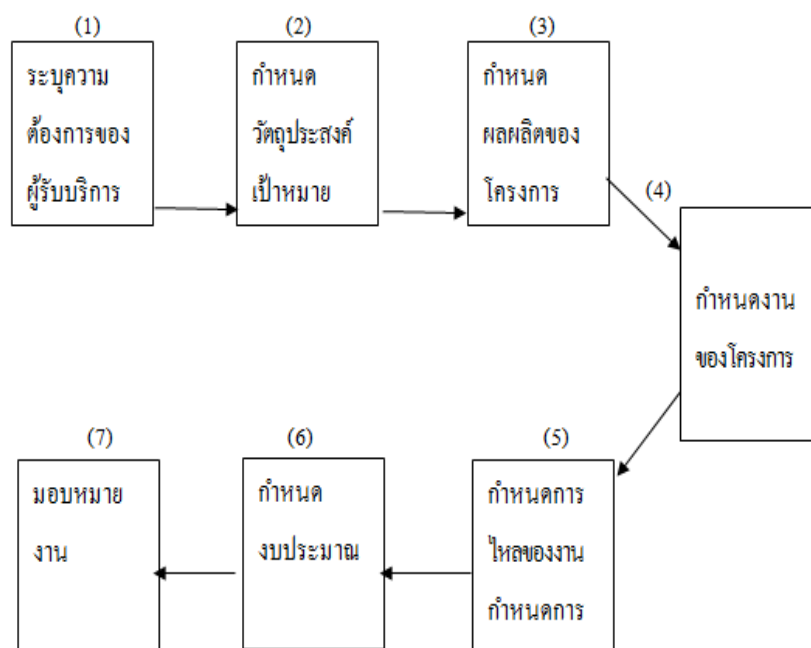 (1)
ระบุความ
ต้องการของ
ผู้รับบริการ
(2)
กำหนด
วัตถุประสงค์
เป้าหมาย
(3)
กำหนด
ผลผลิตของ
โครงการ
(4)
กำหนดงาน
ของโครงการ
(5)
กำหนดการ
ไหลของงาน
กำหนดการ
(6)
กำหนด
งบประมาณ
(7)
มอบหมาย
งาน